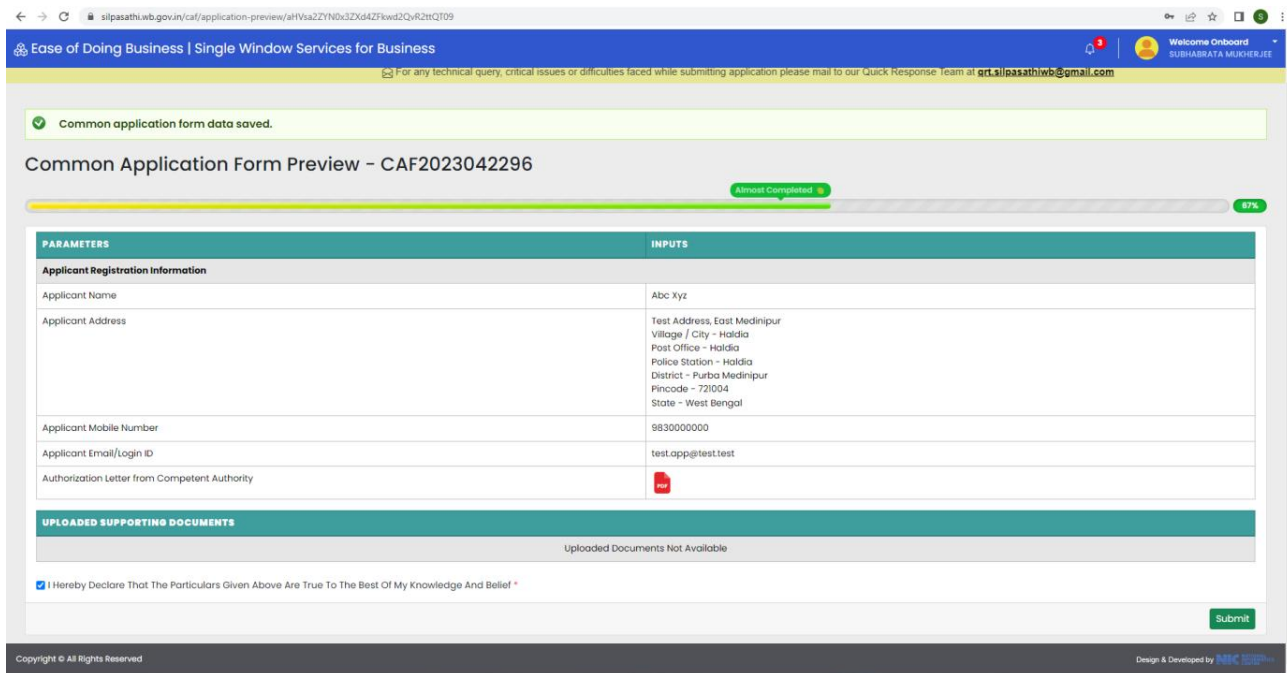 silpasathi.wb.gov.in/caf/application-preview/aHVsa2ZYN0x3ZXd4ZFkwd2QvR2ttQT09
S
Ease of Doing Business | Single Window Services for Business
3
Welcome Onboard
SUBHABRATA MUKHERJEE
For any technical query, critical issues or difficulties faced while submitting application please mail to our Quick Response Team at qrt.silpasathiwb@gmail.com
Common application form data saved.
Common Application Form Preview - CAF2023042296
Almost Completed
67%
PARAMETERS INPUTS
Applicant Registration Information
Applicant Name Abc Xyz
Applicant Address Test Address, East Medinipur
Village / City - Haldia
Post Office - Haldia
Police Station - Haldia
District - Purba Medinipur
Pincode - 721004
State - West Bengal
Applicant Mobile Number 9830000000
Applicant Email/Login ID test.app@test.test
Authorization Letter from Competent Authority PDF
UPLOADED SUPPORTING DOCUMENTS
Uploaded Documents Not Available
I Hereby Declare That The Particulars Given Above Are True To The Best Of My Knowledge And Belief *
Submit
Copyright © All Rights Reserved Design & Developed by NIC